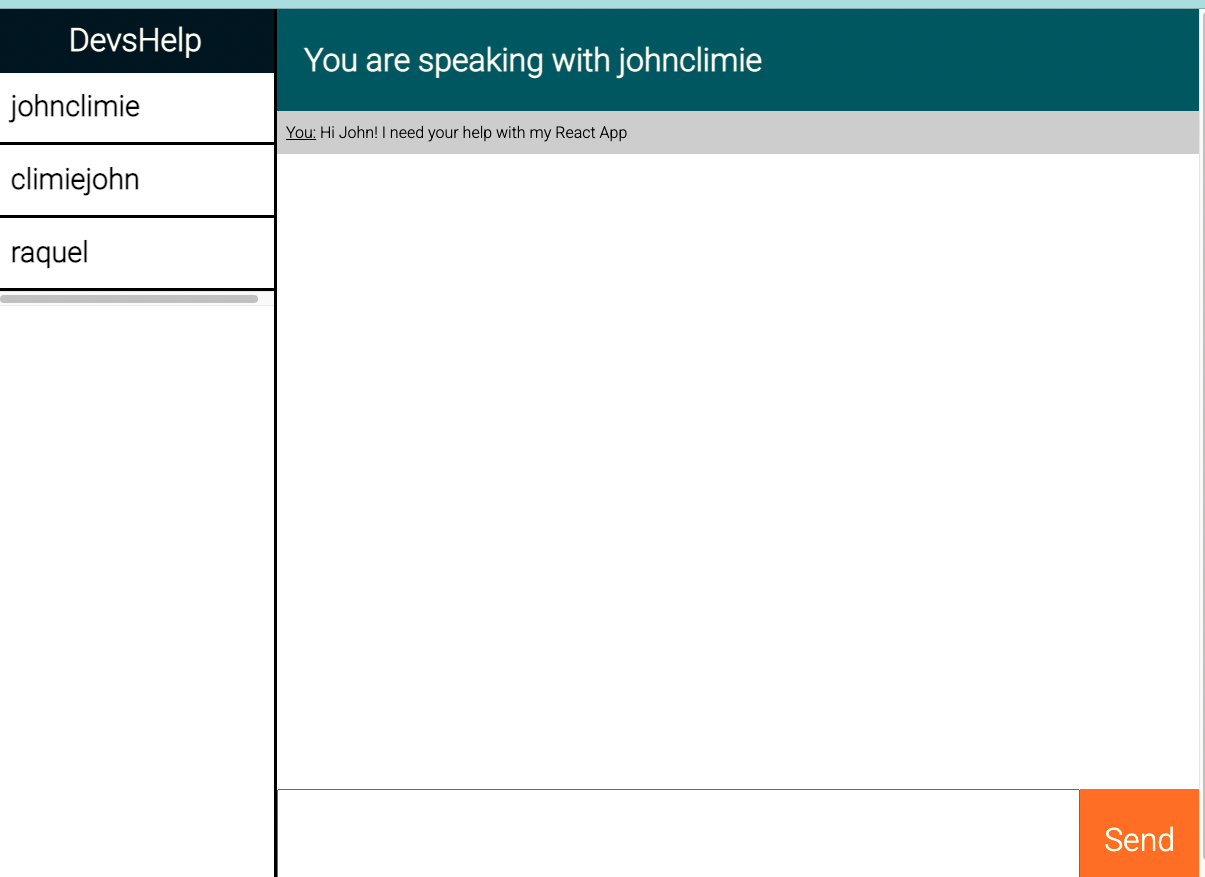 DevsHelp
johnclimie
climiejohn
raquel
You are speaking with johnclimie
You: Hi John! I need your help with my React App
Send